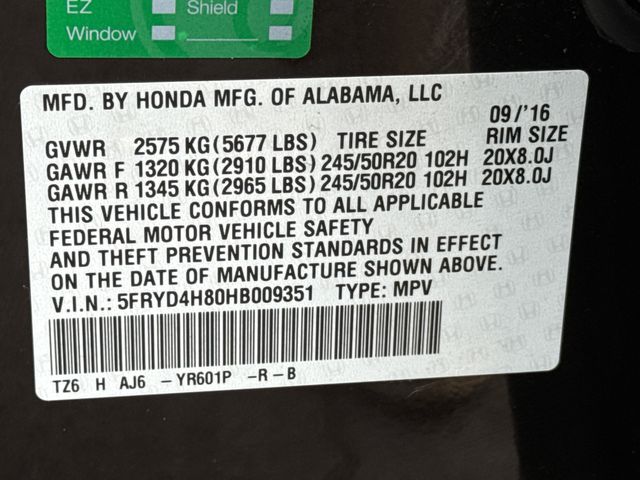 EZ Shield
Window
MFD. BY HONDA MFG. OF ALABAMA, LLC
09/'16
GVWR 2575 KG(5677 LBS) TIRE SIZE RIM SIZE
GAWR F 1320 KG(2910 LBS)245/50R20 102H 20X8.0J
GAWR R 1345 KG(2965 LBS)245/50R20 102H 20X8.0J
THIS VEHICLE CONFORMS TO ALL APPLICABLE
FEDERAL MOTOR VEHICLE SAFETY
AND THEFT PREVENTION STANDARDS IN EFFECT
ON THE DATE OF MANUFACTURE SHOWN ABOVE.
V.I.N.: 5FRYD4H80HB009351 TYPE: MPV
TZ6 H AJ6 -YR601P -R-B